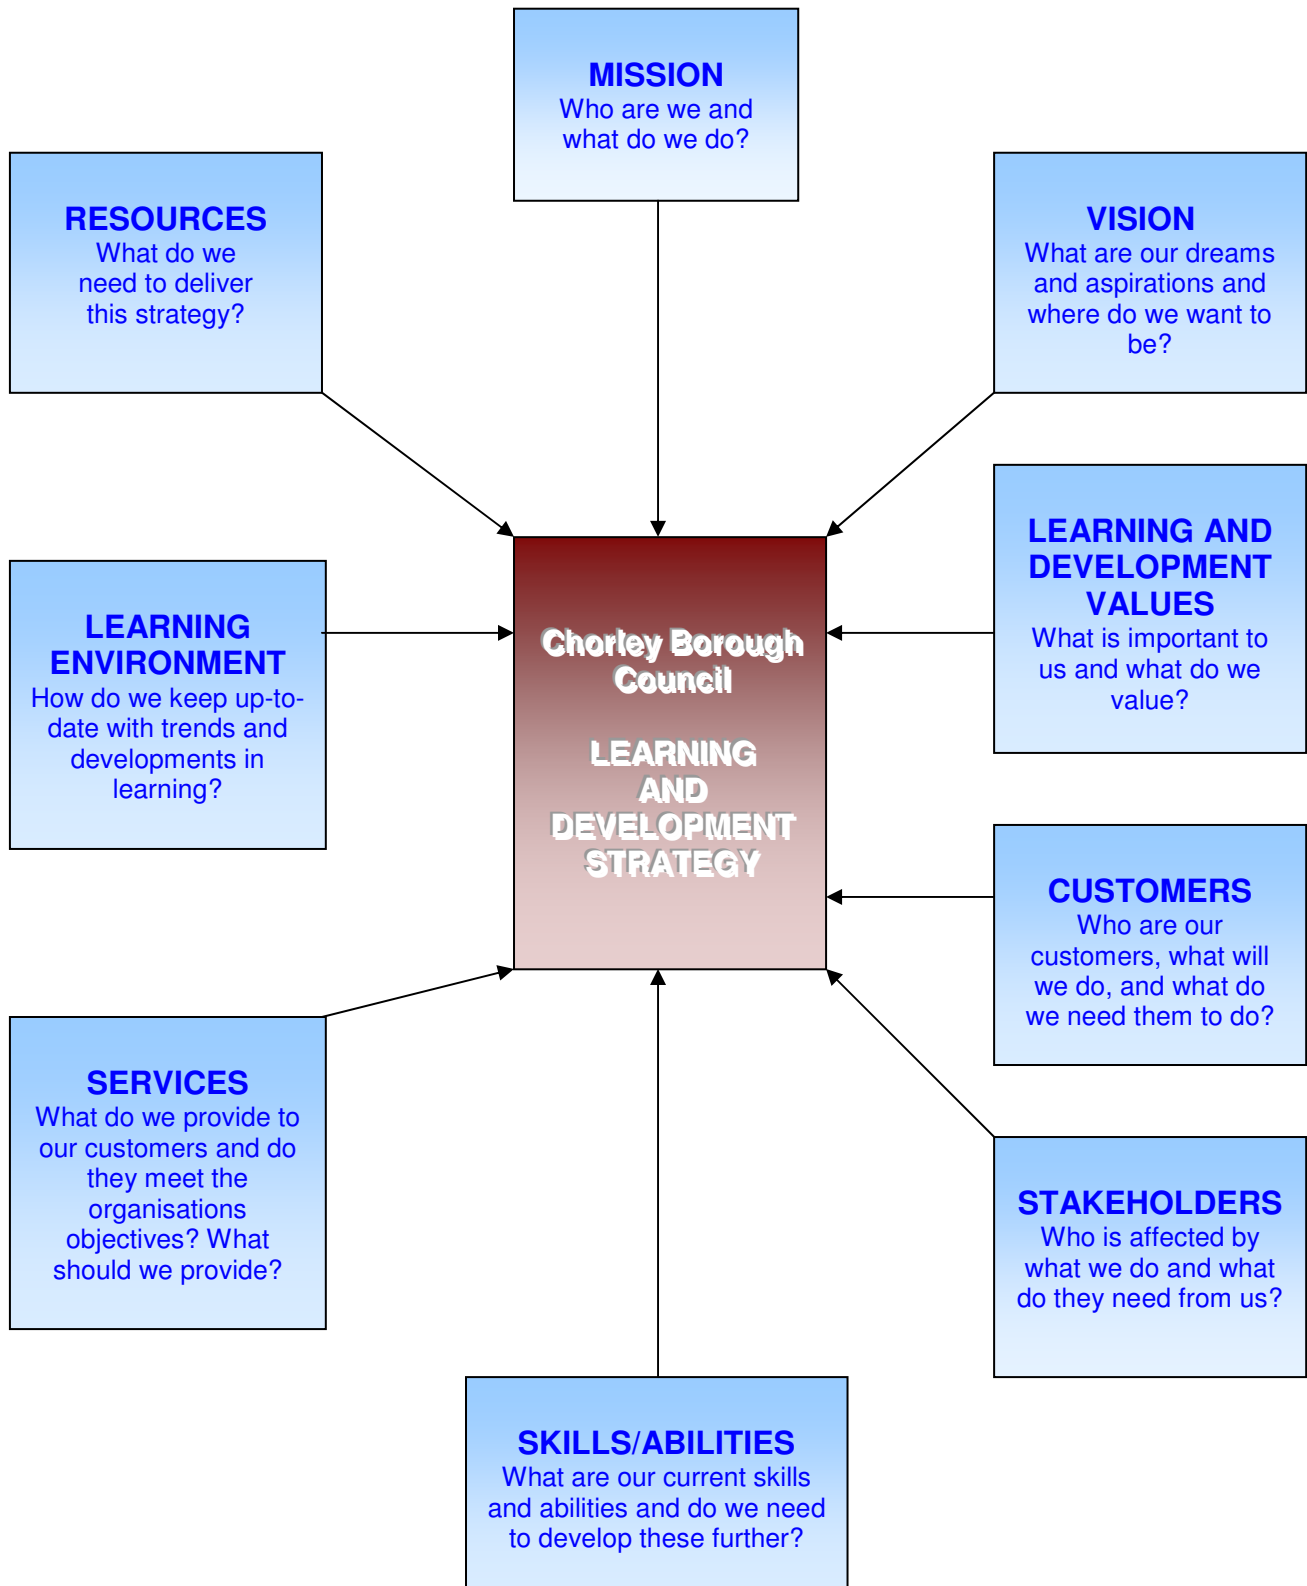 MISSION
Who are we and
what do we do?
RESOURCES
What do we
need to deliver
this strategy?
VISION
What are our dreams
and aspirations and
where do we want to
be?
LEARNING AND
DEVELOPMENT
VALUES
What is important to
us and what do we
value?
LEARNING
ENVIRONMENT
How do we keep up-to-
date with trends and
developments in
learning?
Chorley Borough
Council
LEARNING
AND
DEVELOPMENT
STRATEGY
CUSTOMERS
Who are our
customers, what will
we do, and what do
we need them to do?
SERVICES
What do we provide to
our customers and do
they meet the
organisations
objectives? What
should we provide?
STAKEHOLDERS
Who is affected by
what we do and what
do they need from us?
SKILLS/ABILITIES
What are our current skills
and abilities and do we need
to develop these further?